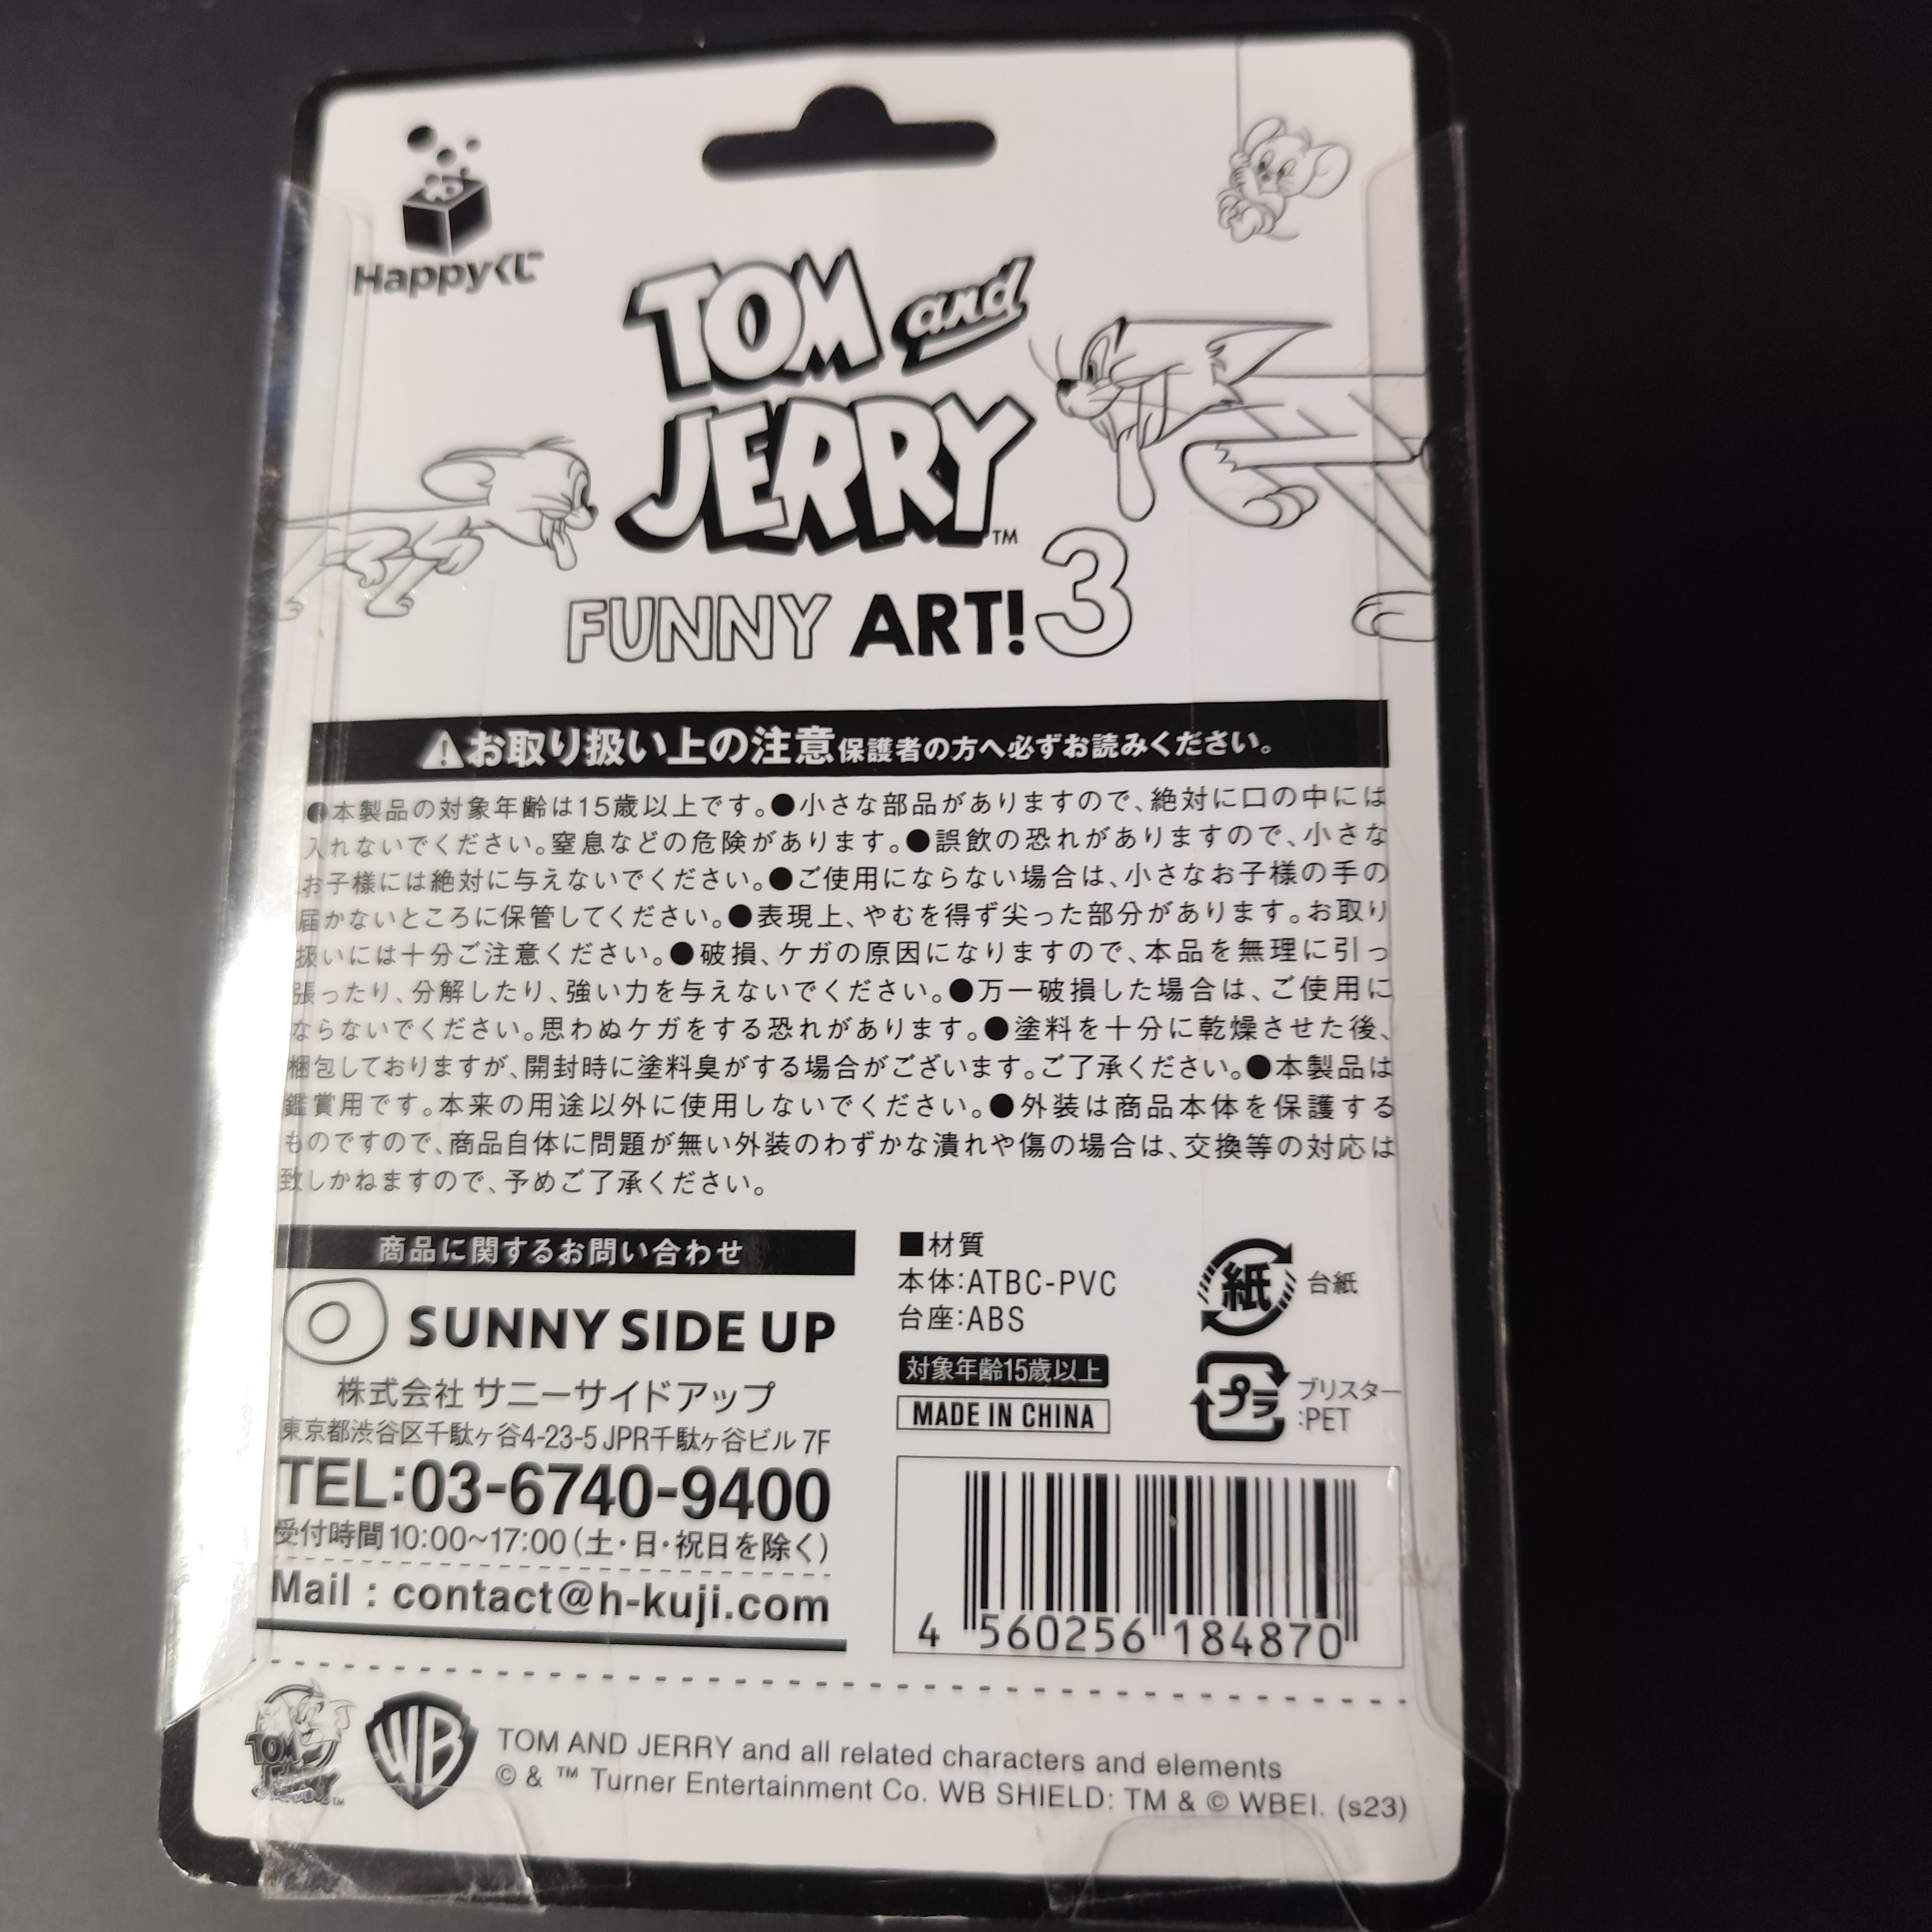 Happyくじ
TOM and
JERRY™
FUNNY ART!3
お取り扱い上の注意 保護者の方へ必ずお読みください。
●本製品の対象年齢は15歳以上です。●小さな部品がありますので、絶対に口の中には
入れないでください。窒息などの危険があります。●誤飲の恐れがありますので、小さな
お子様には絶対に与えないでください。●ご使用にならない場合は、小さなお子様の手の
届かないところに保管してください。●表現上、やむを得ず尖った部分があります。お取り
扱いには十分ご注意ください。●破損、ケガの原因になりますので、本品を無理に引っ
張ったり、分解したり、強い力を与えないでください。●万一破損した場合は、ご使用に
ならないでください。思わぬケガをする恐れがあります。●塗料を十分に乾燥させた後、
梱包しておりますが、開封時に塗料臭がする場合がございます。ご了承ください。●本製品は
鑑賞用です。本来の用途以外に使用しないでください。●外装は商品本体を保護する
ものですので、商品自体に問題が無い外装のわずかな潰れや傷の場合は、交換等の対応は
致しかねますので、予めご了承ください。
商品に関するお問い合わせ
SUNNY SIDE UP
株式会社 サニーサイドアップ
東京都渋谷区千駄ヶ谷4-23-5 JPR千駄ヶ谷ビル 7F
TEL:03-6740-9400
受付時間10:00~17:00(土・日・祝日を除く)
Mail : contact@h-kuji.com
■材質
本体:ATBC-PVC
台座:ABS
対象年齢15歳以上
MADE IN CHINA
紙 台紙
プラ ブリスター
:PET
4 560256 184870
TOM and JERRY™
WB
TOM AND JERRY and all related characters and elements
© & ™ Turner Entertainment Co. WB SHIELD: TM & © WBEI. (s23)